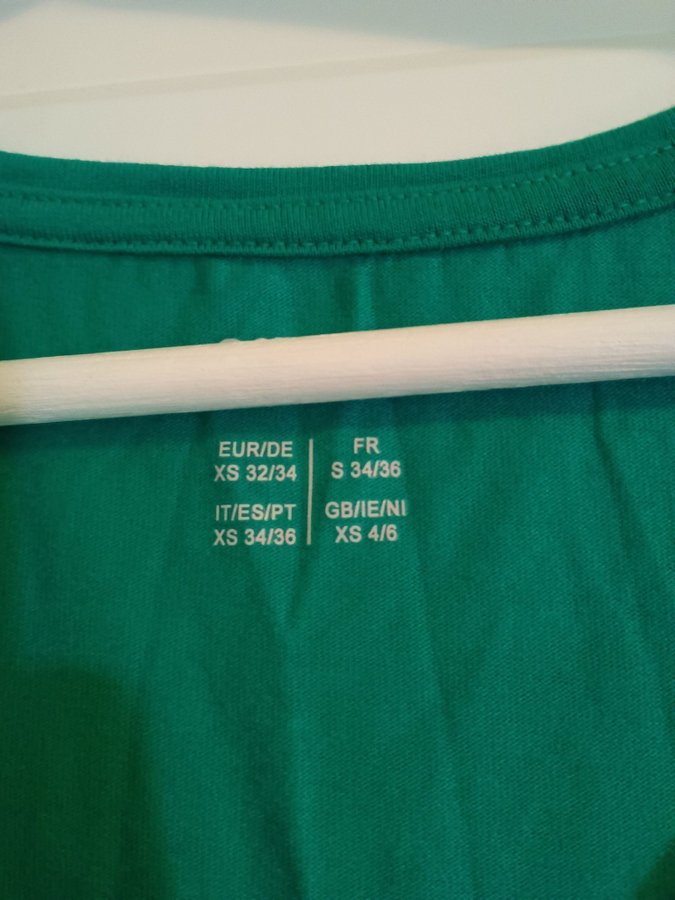 EUR/DE
XS 32/34
FR
S 34/36
IT/ES/PT
XS 34/36
GB/IE/NI
XS 4/6